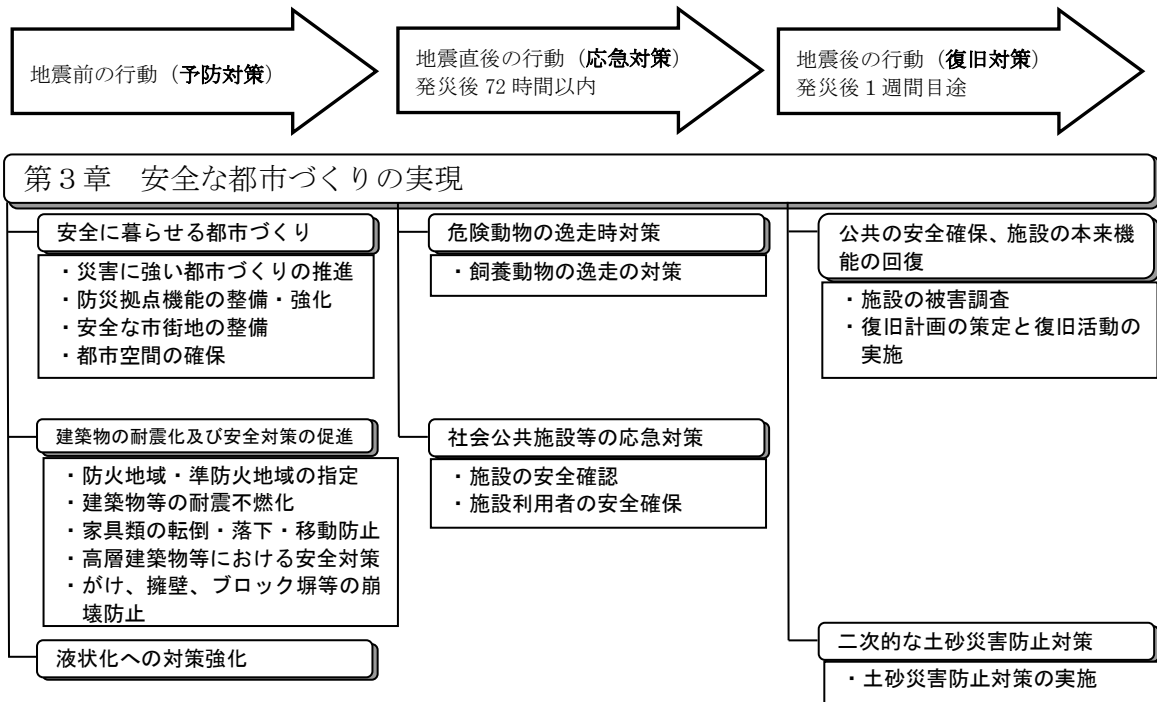 地震前の行動(予防対策)
地震直後の行動(応急対策)
発災後 72 時間以内
地震後の行動(復旧対策)
発災後1週間目途
第3章 安全な都市づくりの実現
安全に暮らせる都市づくり
・災害に強い都市づくりの推進
・防災拠点機能の整備・強化
・安全な市街地の整備
・都市空間の確保
建築物の耐震化及び安全対策の促進
・防火地域・準防火地域の指定
・建築物等の耐震不燃化
・家具類の転倒・落下・移動防止
・高層建築物等における安全対策
・がけ、擁壁、ブロック塀等の崩
壊防止
液状化への対策強化
危険動物の逸走時対策
・飼養動物の逸走の対策
社会公共施設等の応急対策
・施設の安全確認
・施設利用者の安全確保
公共の安全確保、施設の本来機
能の回復
・施設の被害調査
・復旧計画の策定と復旧活動の
実施
二次的な土砂災害防止対策
・土砂災害防止対策の実施